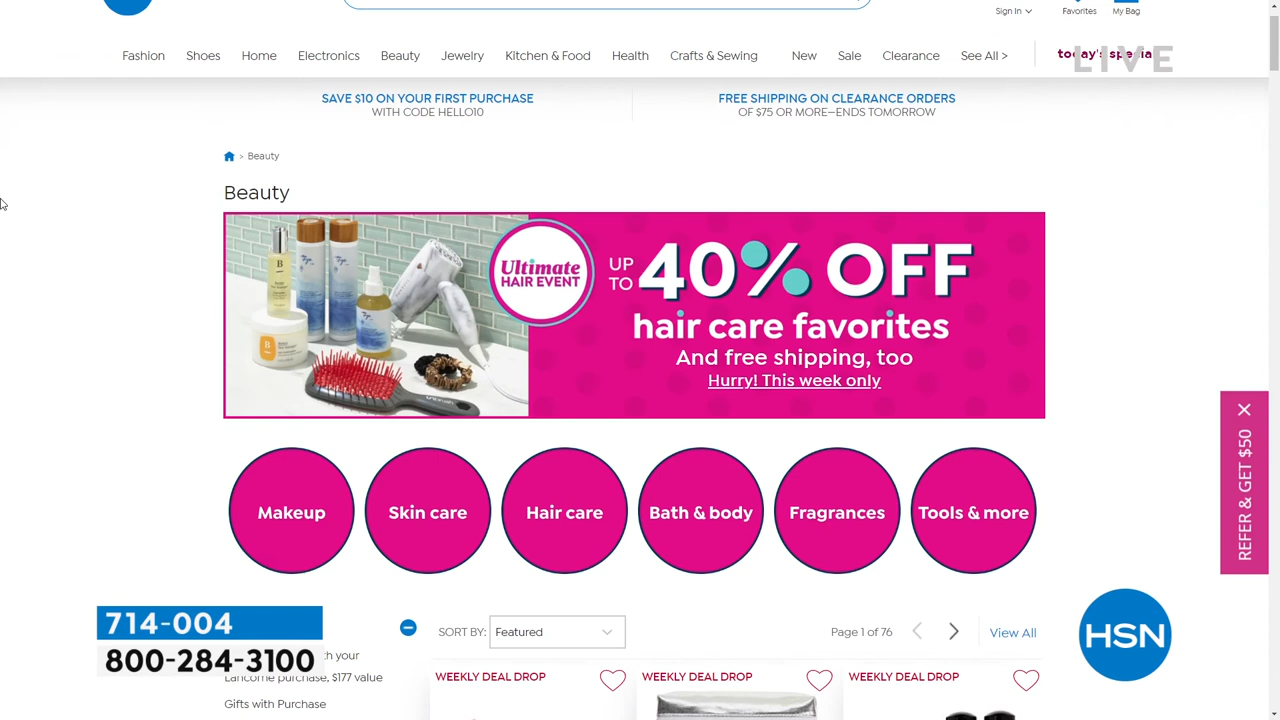 Sign In
Favorites
My Bag
Fashion
Shoes
Home
Electronics
Beauty
Jewelry
Kitchen & Food
Health
Crafts & Sewing
New
Sale
Clearance
See All >
today's specia
LIVE
SAVE $10 ON YOUR FIRST PURCHASE
WITH CODE HELLO10
FREE SHIPPING ON CLEARANCE ORDERS
OF $75 OR MORE—ENDS TOMORROW
> Beauty
Beauty
Ultimate
HAIR EVENT
UP TO 40% OFF
hair care favorites
And free shipping, too
Hurry! This week only
REFER & GET $50
Makeup
Skin care
Hair care
Bath & body
Fragrances
Tools & more
714-004
800-284-3100
SORT BY:
Featured
Page 1 of 76
View All
HSN
h your
Lancome purchase, $177 value
Gifts with Purchase
WEEKLY DEAL DROP
WEEKLY DEAL DROP
WEEKLY DEAL DROP